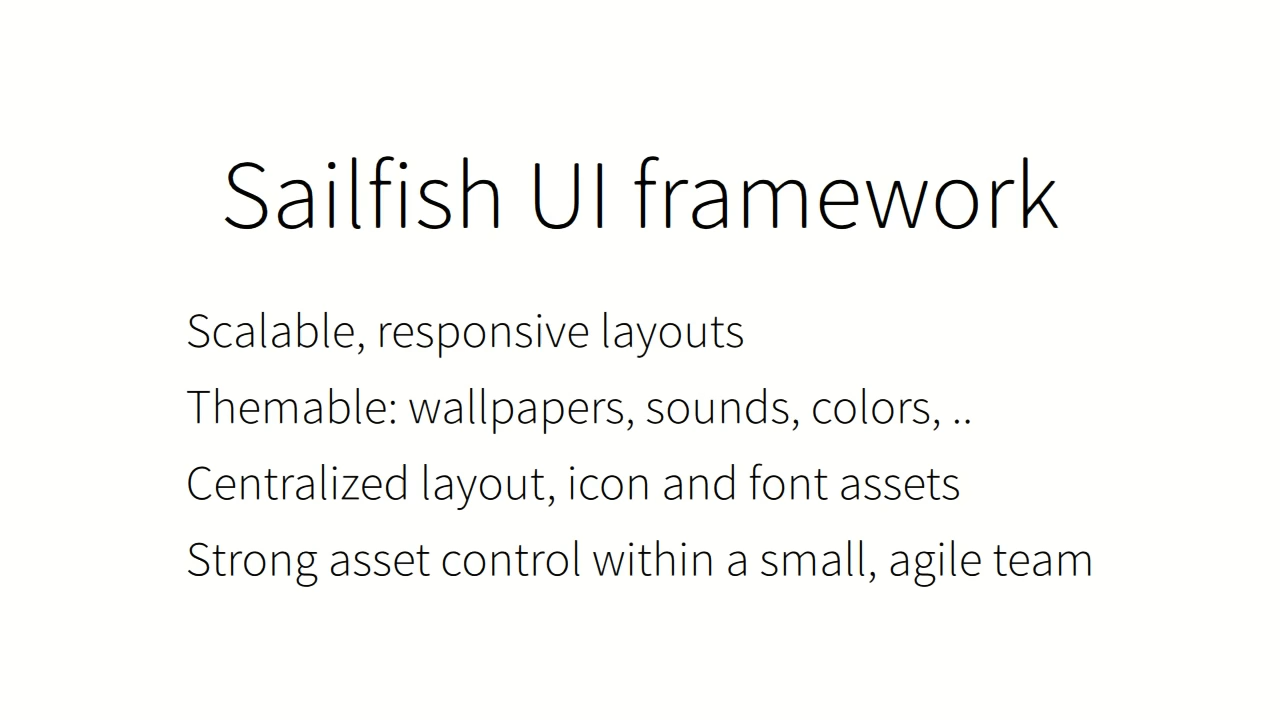 Sailfish UI framework
Scalable, responsive layouts
Themable: wallpapers, sounds, colors, ..
Centralized layout, icon and font assets
Strong asset control within a small, agile team